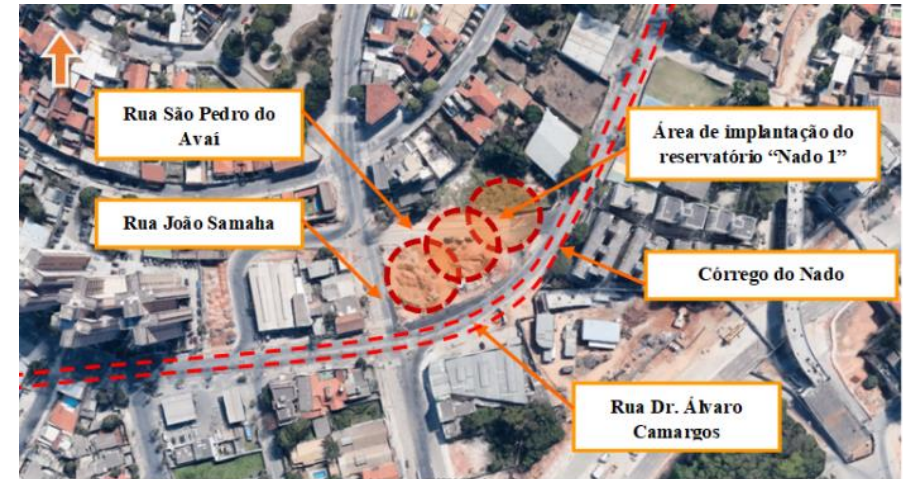 Rua São Pedro do
Avaí
Área de implantação do
reservatório “Nado 1”
Rua João Samaha
Córrego do Nado
Rua Dr. Álvaro
Camargos